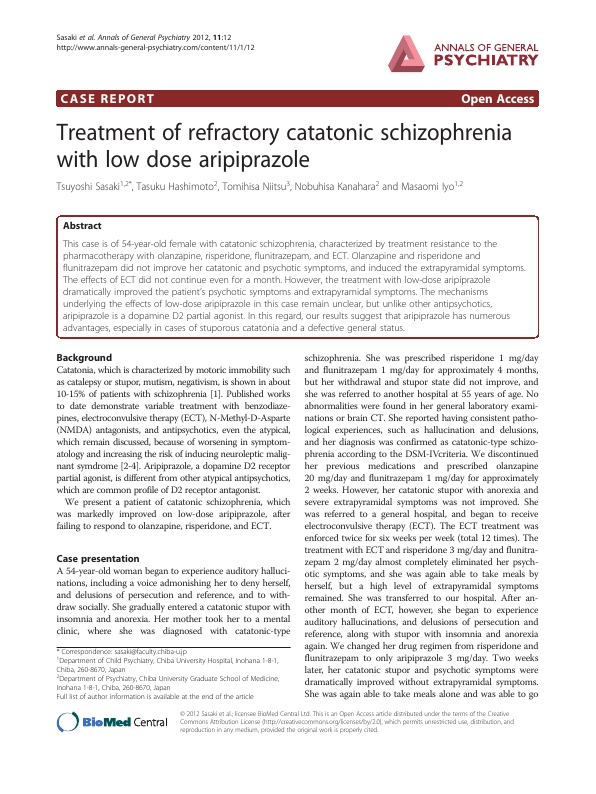 Sasaki et al. Annals of General Psychiatry 2012, 11:12
http://www.annals-general-psychiatry.com/content/11/1/12
ANNALS OF GENERAL
PSYCHIATRY
CASE REPORT
Open Access
Treatment of refractory catatonic schizophrenia
with low dose aripiprazole
Tsuyoshi Sasaki1,2*, Tasuku Hashimoto2, Tomihisa Niitsu3, Nobuhisa Kanahara2 and Masaomi Iyo1,2
Abstract
This case is of 54-year-old female with catatonic schizophrenia, characterized by treatment resistance to the
pharmacotherapy with olanzapine, risperidone, flunitrazepam, and ECT. Olanzapine and risperidone and
flunitrazepam did not improve her catatonic and psychotic symptoms, and induced the extrapyramidal symptoms.
The effects of ECT did not continue even for a month. However, the treatment with low-dose aripiprazole
dramatically improved the patient's psychotic symptoms and extrapyramidal symptoms. The mechanisms
underlying the effects of low-dose aripiprazole in this case remain unclear, but unlike other antipsychotics,
aripiprazole is a dopamine D2 partial agonist. In this regard, our results suggest that aripiprazole has numerous
advantages, especially in cases of stuporous catatonia and a defective general status.
Background
Catatonia, which is characterized by motoric immobility such
as catalepsy or stupor, mutism, negativism, is shown in about
10-15% of patients with schizophrenia [1]. Published works
to date demonstrate variable treatment with benzodiaze-
pines, electroconvulsive therapy (ECT), N-Methyl-D-Asparte
(NMDA) antagonists, and antipsychotics, even the atypical,
which remain discussed, because of worsening in symptom-
atology and increasing the risk of inducing neuroleptic malig-
nant symdrome [2-4]. Aripiprazole, a dopamine D2 receptor
partial agonist, is different from other atypical antipsychotics,
which are common profile of D2 receptor antagonist.
We present a patient of catatonic schizophrenia, which
was markedly improved on low-dose aripiprazole, after
failing to respond to olanzapine, risperidone, and ECT.
Case presentation
A 54-year-old woman began to experience auditory halluci-
nations, including a voice admonishing her to deny herself,
and delusions of persecution and reference, and to with-
draw socially. She gradually entered a catatonic stupor with
insomnia and anorexia. Her mother took her to a mental
clinic, where she was diagnosed with catatonic-type
* Correspondence: sasaki@faculty.chiba-u.jp
1Department of Child Psychiatry, Chiba University Hospital, Inohana 1-8-1,
Chiba, 260-8670, Japan
2Department of Psychiatry, Chiba University Graduate School of Medicine,
Inohana 1-8-1, Chiba, 260-8670, Japan
Full list of author information is available at the end of the article
schizophrenia. She was prescribed risperidone 1 mg/day
and flunitrazepam 1 mg/day for approximately 4 months,
but her withdrawal and stupor state did not improve, and
she was referred to another hospital at 55 years of age. No
abnormalities were found in her general laboratory exami-
nations or brain CT. She reported having consistent patho-
logical experiences, such as hallucination and delusions,
and her diagnosis was confirmed as catatonic-type schizo-
phrenia according to the DSM-IVcriteria. We discontinued
her previous medications and prescribed olanzapine
20 mg/day and flunitrazepam 1 mg/day for approximately
2 weeks. However, her catatonic stupor with anorexia and
severe extrapyramidal symptoms was not improved. She
was referred to a general hospital, and began to receive
electroconvulsive therapy (ECT). The ECT treatment was
enforced twice for six weeks per week (total 12 times). The
treatment with ECT and risperidone 3 mg/day and flunitra-
zepam 2 mg/day almost completely eliminated her psych-
otic symptoms, and she was again able to take meals by
herself, but a high level of extrapyramidal symptoms
remained. She was transferred to our hospital. After an-
other month of ECT, however, she began to experience
auditory hallucinations, and delusions of persecution and
reference, along with stupor with insomnia and anorexia
again. We changed her drug regimen from risperidone and
flunitrazepam to only aripiprazole 3 mg/day. Two weeks
later, her catatonic stupor and psychotic symptoms were
dramatically improved without extrapyramidal symptoms.
She was again able to take meals alone and was able to go
BioMed Central
© 2012 Sasaki et al.; licensee BioMed Central Ltd. This is an Open Access article distributed under the terms of the Creative
Commons Attribution License (http://creativecommons.org/licenses/by/2.0), which permits unrestricted use, distribution, and
reproduction in any medium, provided the original work is properly cited.